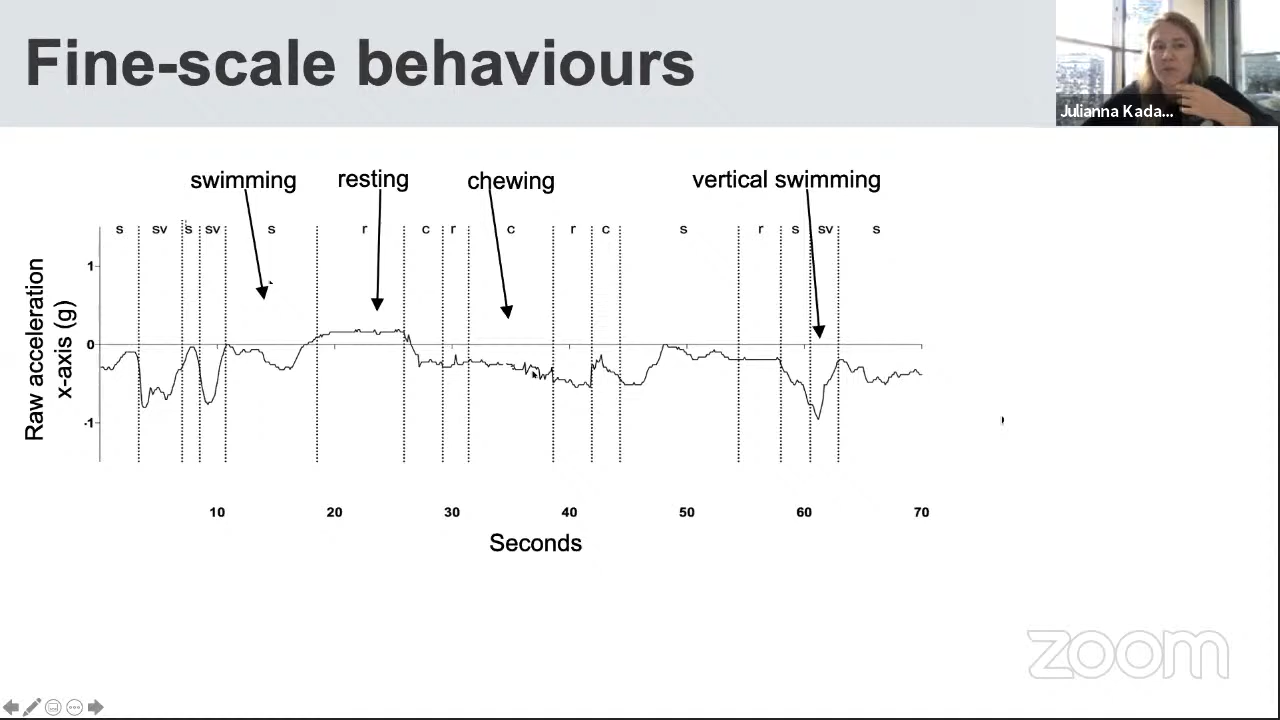 Fine-scale behaviours
Julianna Kada...
swimming
resting
chewing
vertical swimming
s sv s sv s r c r c r c s r s sv s
Raw acceleration
x-axis (g)
1
0
-1
10 20 30 40 50 60 70
Seconds
zoom